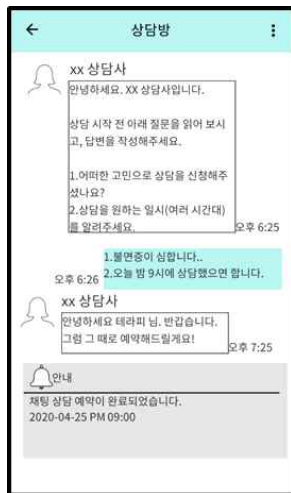 상담방
xx 상담사
안녕하세요. XX 상담사입니다.
상담 시작 전 아래 질문을 읽어 보시
고, 답변을 작성해주세요.
1.어떠한 고민으로 상담을 신청해주
셨나요?
2.상담을 원하는 일시(여러 시간대)
를 알려주세요.
오후 6:25
1.불면증이 심합니다..
2.오늘 밤 9시에 상담했으면 합니다.
오후 6:26
xx 상담사
안녕하세요 테라피 님. 반갑습니다.
그럼 그 때로 예약해드릴게요!
오후 7:25
안내
채팅 상담 예약이 완료되었습니다.
2020-04-25 PM 09:00